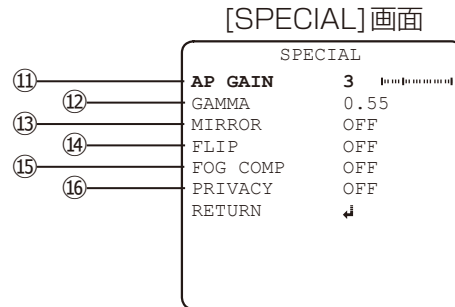 [SPECIAL]画面
SPECIAL
⑪ AP GAIN 3
⑫ GAMMA 0.55
⑬ MIRROR OFF
⑭ FLIP OFF
⑮ FOG COMP OFF
⑯ PRIVACY OFF
RETURN ↲